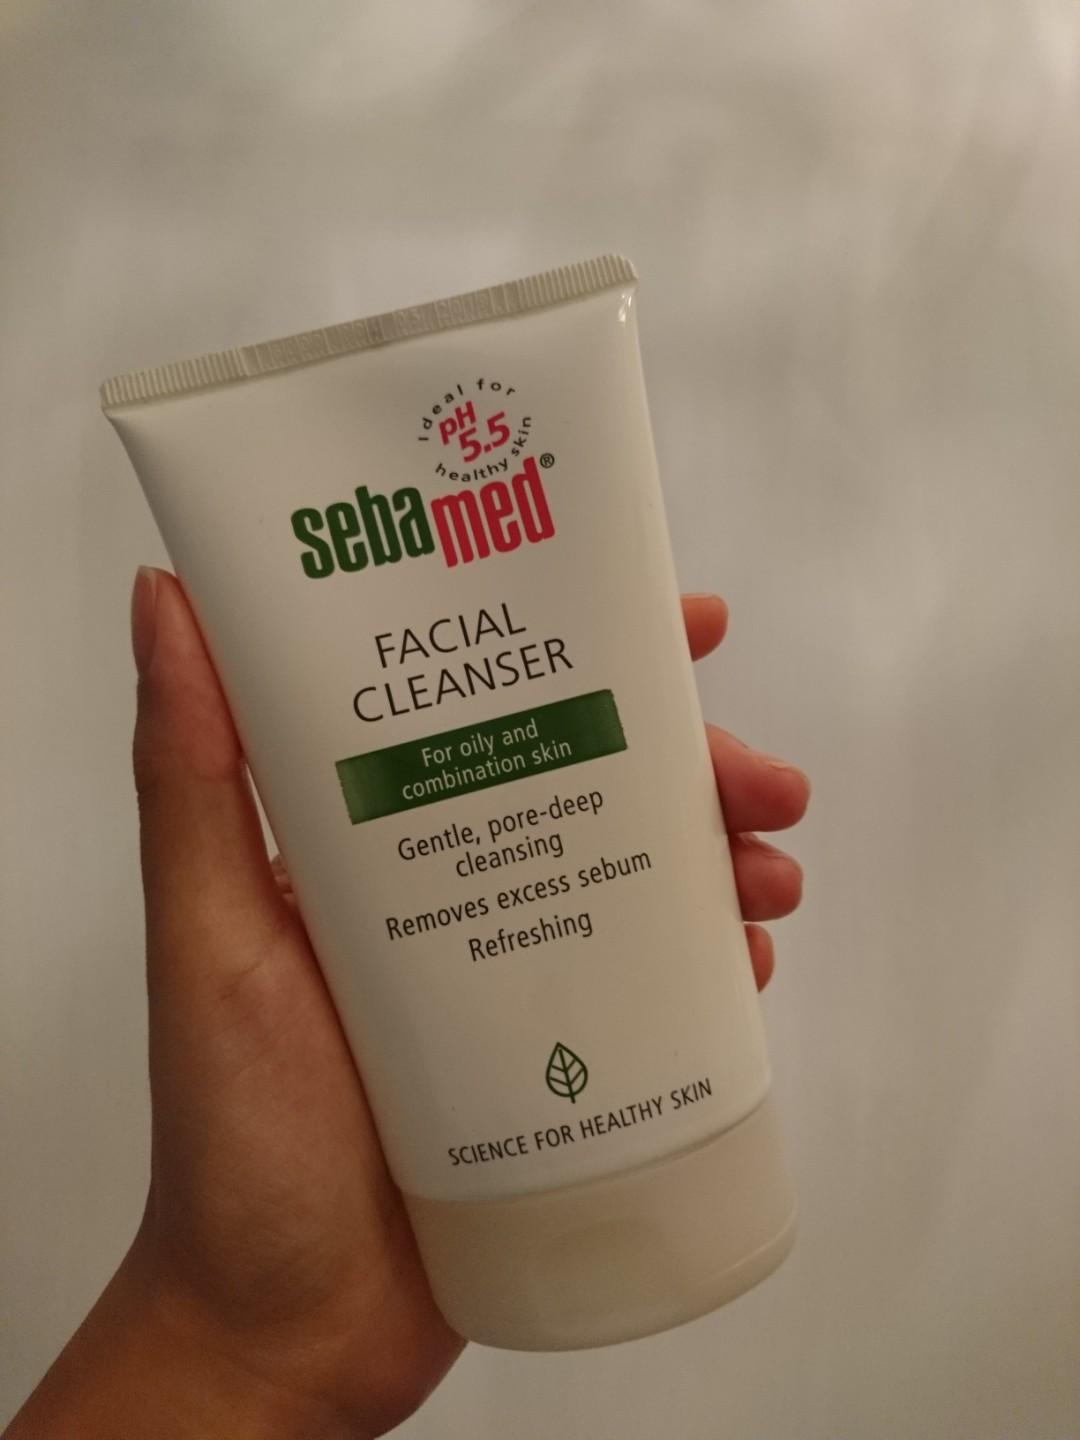 Ideal for
pH
5.5
healthy skin
sebamed®
FACIAL
CLEANSER
For oily and
combination skin
Gentle, pore-deep
cleansing
Removes excess sebum
Refreshing
SCIENCE FOR HEALTHY SKIN